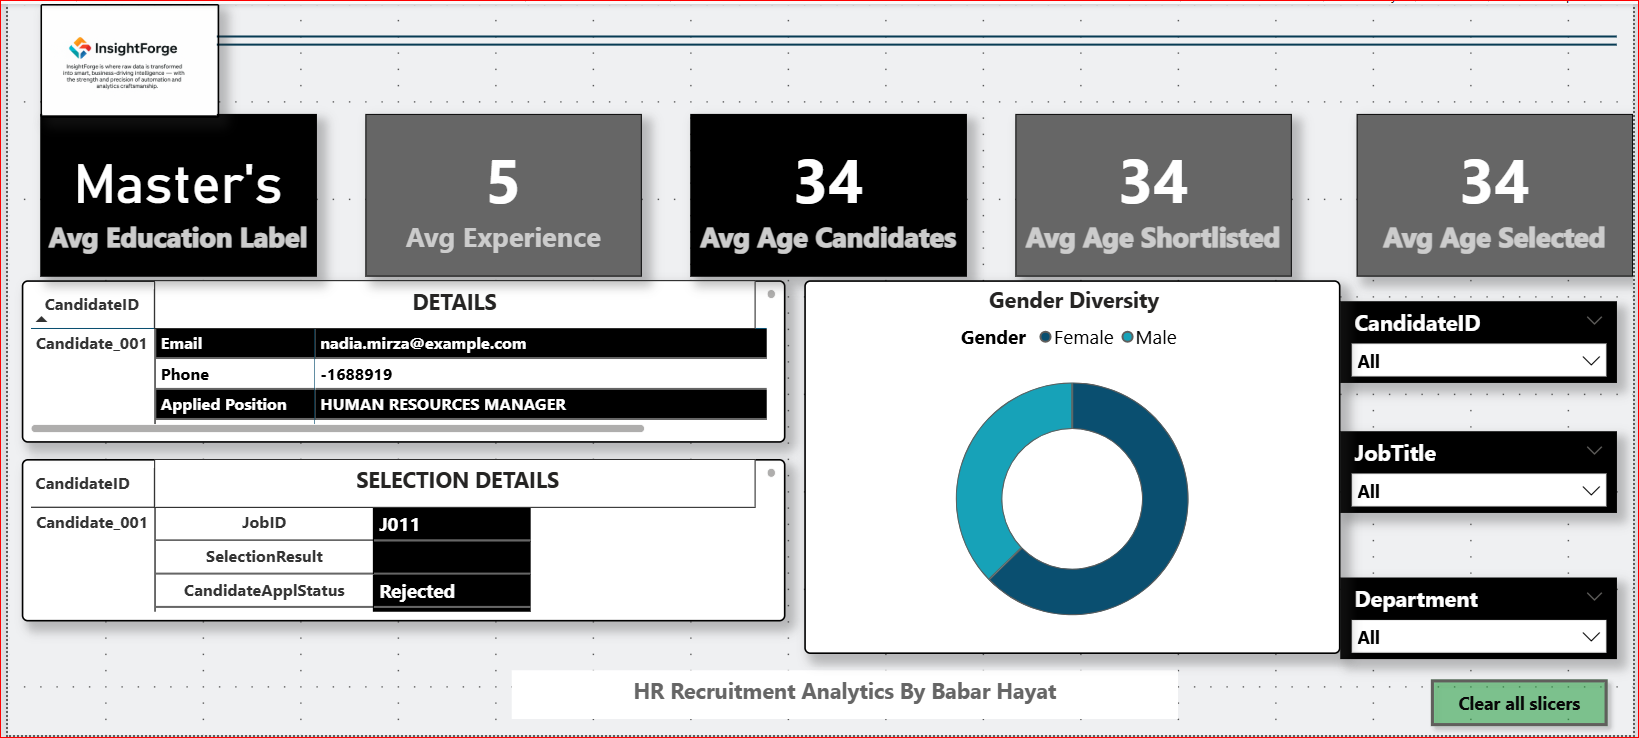 InsightForge
InsightForge is where raw data is transformed
into smart, business-driving intelligence — with
the strength and precision of automation and
analytics craftsmanship.
Master's
Avg Education Label
5
Avg Experience
34
Avg Age Candidates
34
Avg Age Shortlisted
34
Avg Age Selected
CandidateID DETAILS
Candidate_001 Email nadia.mirza@example.com
Phone -1688919
Applied Position HUMAN RESOURCES MANAGER
CandidateID SELECTION DETAILS
Candidate_001 JobID J011
SelectionResult
CandidateApplStatus Rejected
Gender Diversity
Gender Female Male
CandidateID
All
JobTitle
All
Department
All
HR Recruitment Analytics By Babar Hayat
Clear all slicers